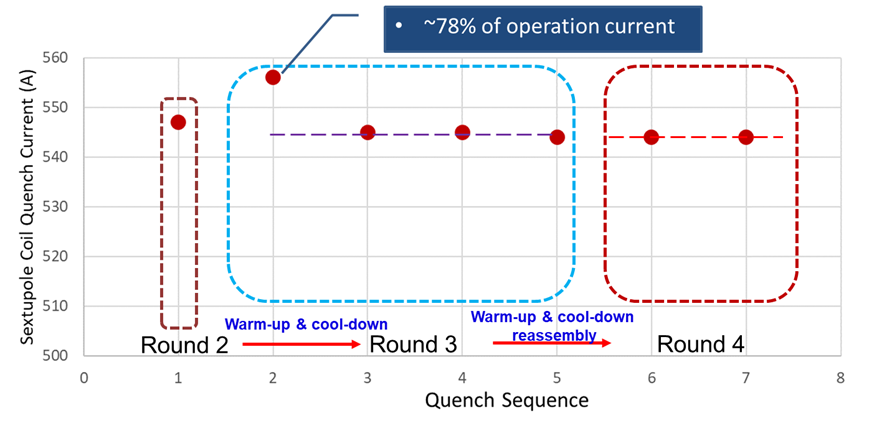 • ~78% of operation current
Sextupole Coil Quench Current (A)
560
550
540
530
520
510
500
Warm-up & cool-down
Warm-up & cool-down
reassembly
Round 2
Round 3
Round 4
0 1 2 3 4 5 6 7 8
Quench Sequence